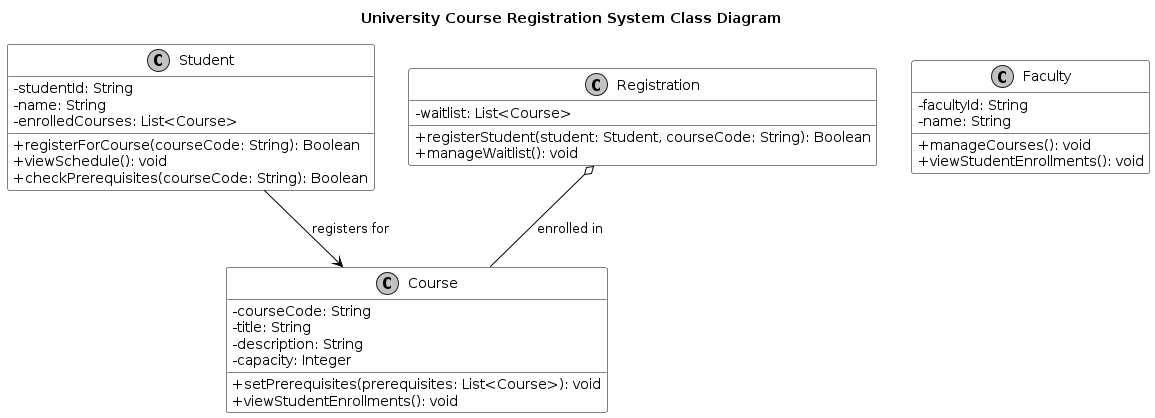 University Course Registration System Class Diagram
C Student
-studentId: String
-name: String
-enrolledCourses: List<Course>
+registerForCourse(courseCode: String): Boolean
+viewSchedule(): void
+checkPrerequisites(courseCode: String): Boolean
C Registration
-waitlist: List<Course>
+registerStudent(student: Student, courseCode: String): Boolean
+manageWaitlist(): void
C Faculty
-facultyId: String
-name: String
+manageCourses(): void
+viewStudentEnrollments(): void
registers for
enrolled in
C Course
-courseCode: String
-title: String
-description: String
-capacity: Integer
+setPrerequisites(prerequisites: List<Course>): void
+viewStudentEnrollments(): void